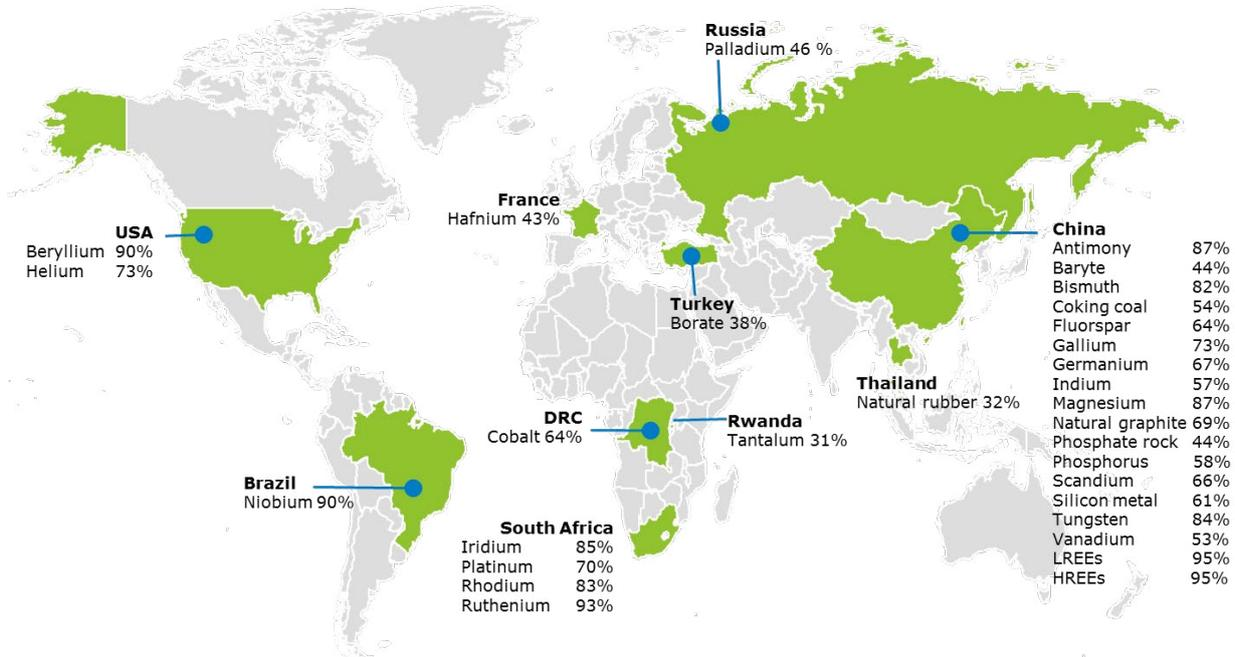 Russia
Palladium 46 %
France
Hafnium 43%
USA
Beryllium 90%
Helium 73%
China
Antimony 87%
Baryte 44%
Bismuth 82%
Coking coal 54%
Fluorspar 64%
Gallium 73%
Germanium 67%
Indium 57%
Magnesium 87%
Natural graphite 69%
Phosphate rock 44%
Phosphorus 58%
Scandium 66%
Silicon metal 61%
Tungsten 84%
Vanadium 53%
LREEs 95%
HREEs 95%
Turkey
Borate 38%
Thailand
Natural rubber 32%
DRC
Cobalt 64%
Rwanda
Tantalum 31%
Brazil
Niobium 90%
South Africa
Iridium 85%
Platinum 70%
Rhodium 83%
Ruthenium 93%